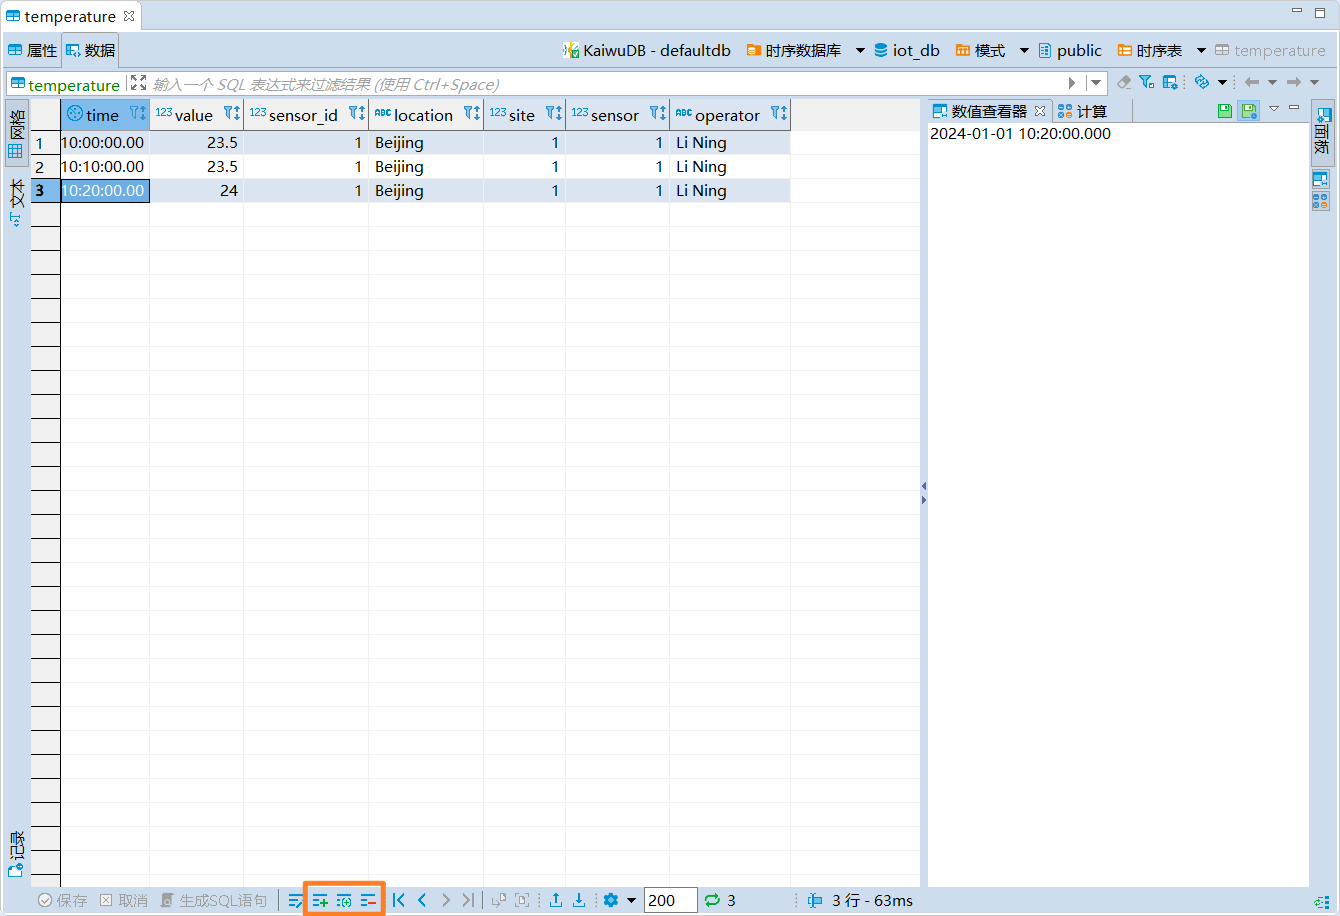 temperature
属性 数据 KaiwuDB - defaultdb 时序数据库 iot_db 模式 public 时序表 temperature
temperature 输入一个 SQL 表达式来过滤结果 (使用 Ctrl+Space)
time 123 value 123 sensor_id ABC location 123 site 123 sensor ABC operator
1 10:00:00.00 23.5 1 Beijing 1 1 Li Ning
2 10:10:00.00 23.5 1 Beijing 1 1 Li Ning
3 10:20:00.00 24 1 Beijing 1 1 Li Ning
网格
文本
记录
数值查看器 计算
2024-01-01 10:20:00.000
面板
保存 取消 生成SQL语句 200 3 3 行 - 63ms